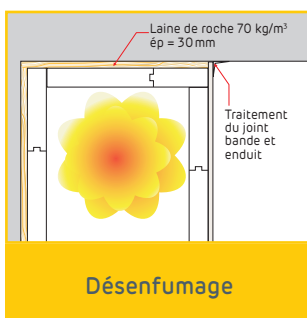 Laine de roche 70 kg/m³
ép = 30 mm
Traitement
du joint
bande et
enduit
Désenfumage